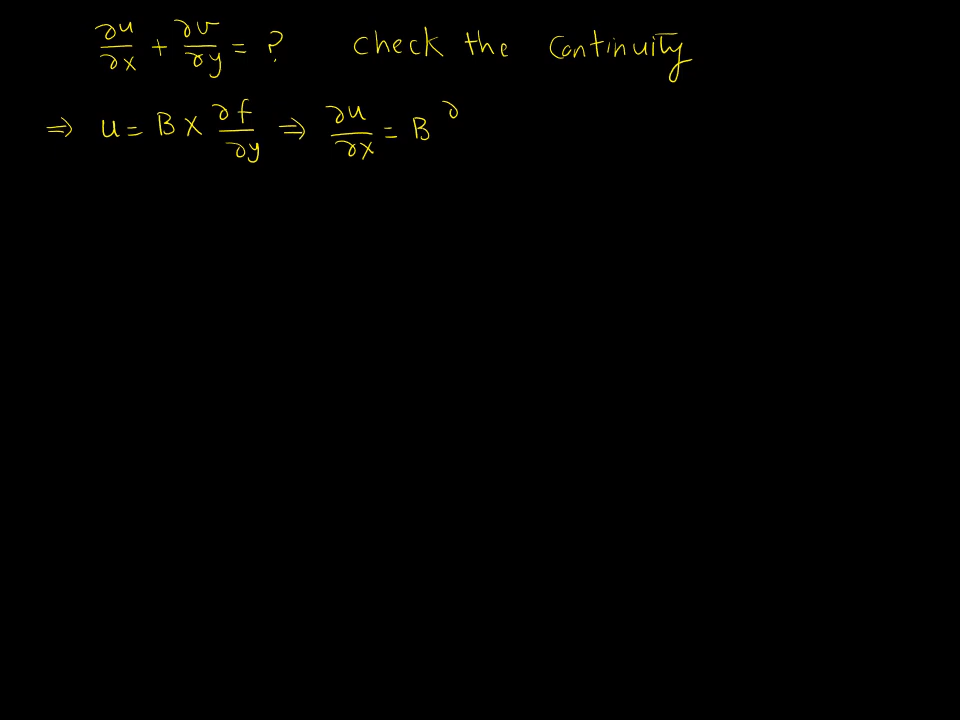 ∂u/∂x + ∂v/∂y = ? check the continuity
⇒ u = B x ∂f/∂y ⇒ ∂u/∂x = B ∂